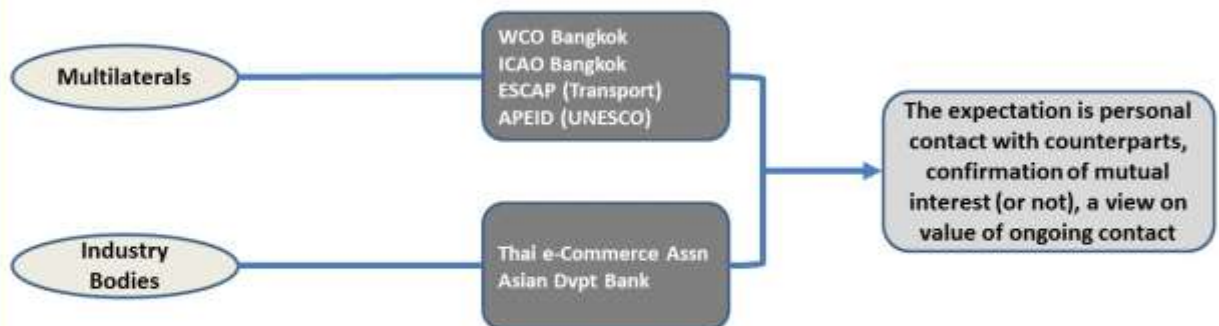 Multilaterals
WCO Bangkok
ICAO Bangkok
ESCAP (Transport)
APEID (UNESCO)
Industry
Bodies
Thai e-Commerce Assn
Asian Dvpt Bank
The expectation is personal
contact with counterparts,
confirmation of mutual
interest (or not), a view on
value of ongoing contact